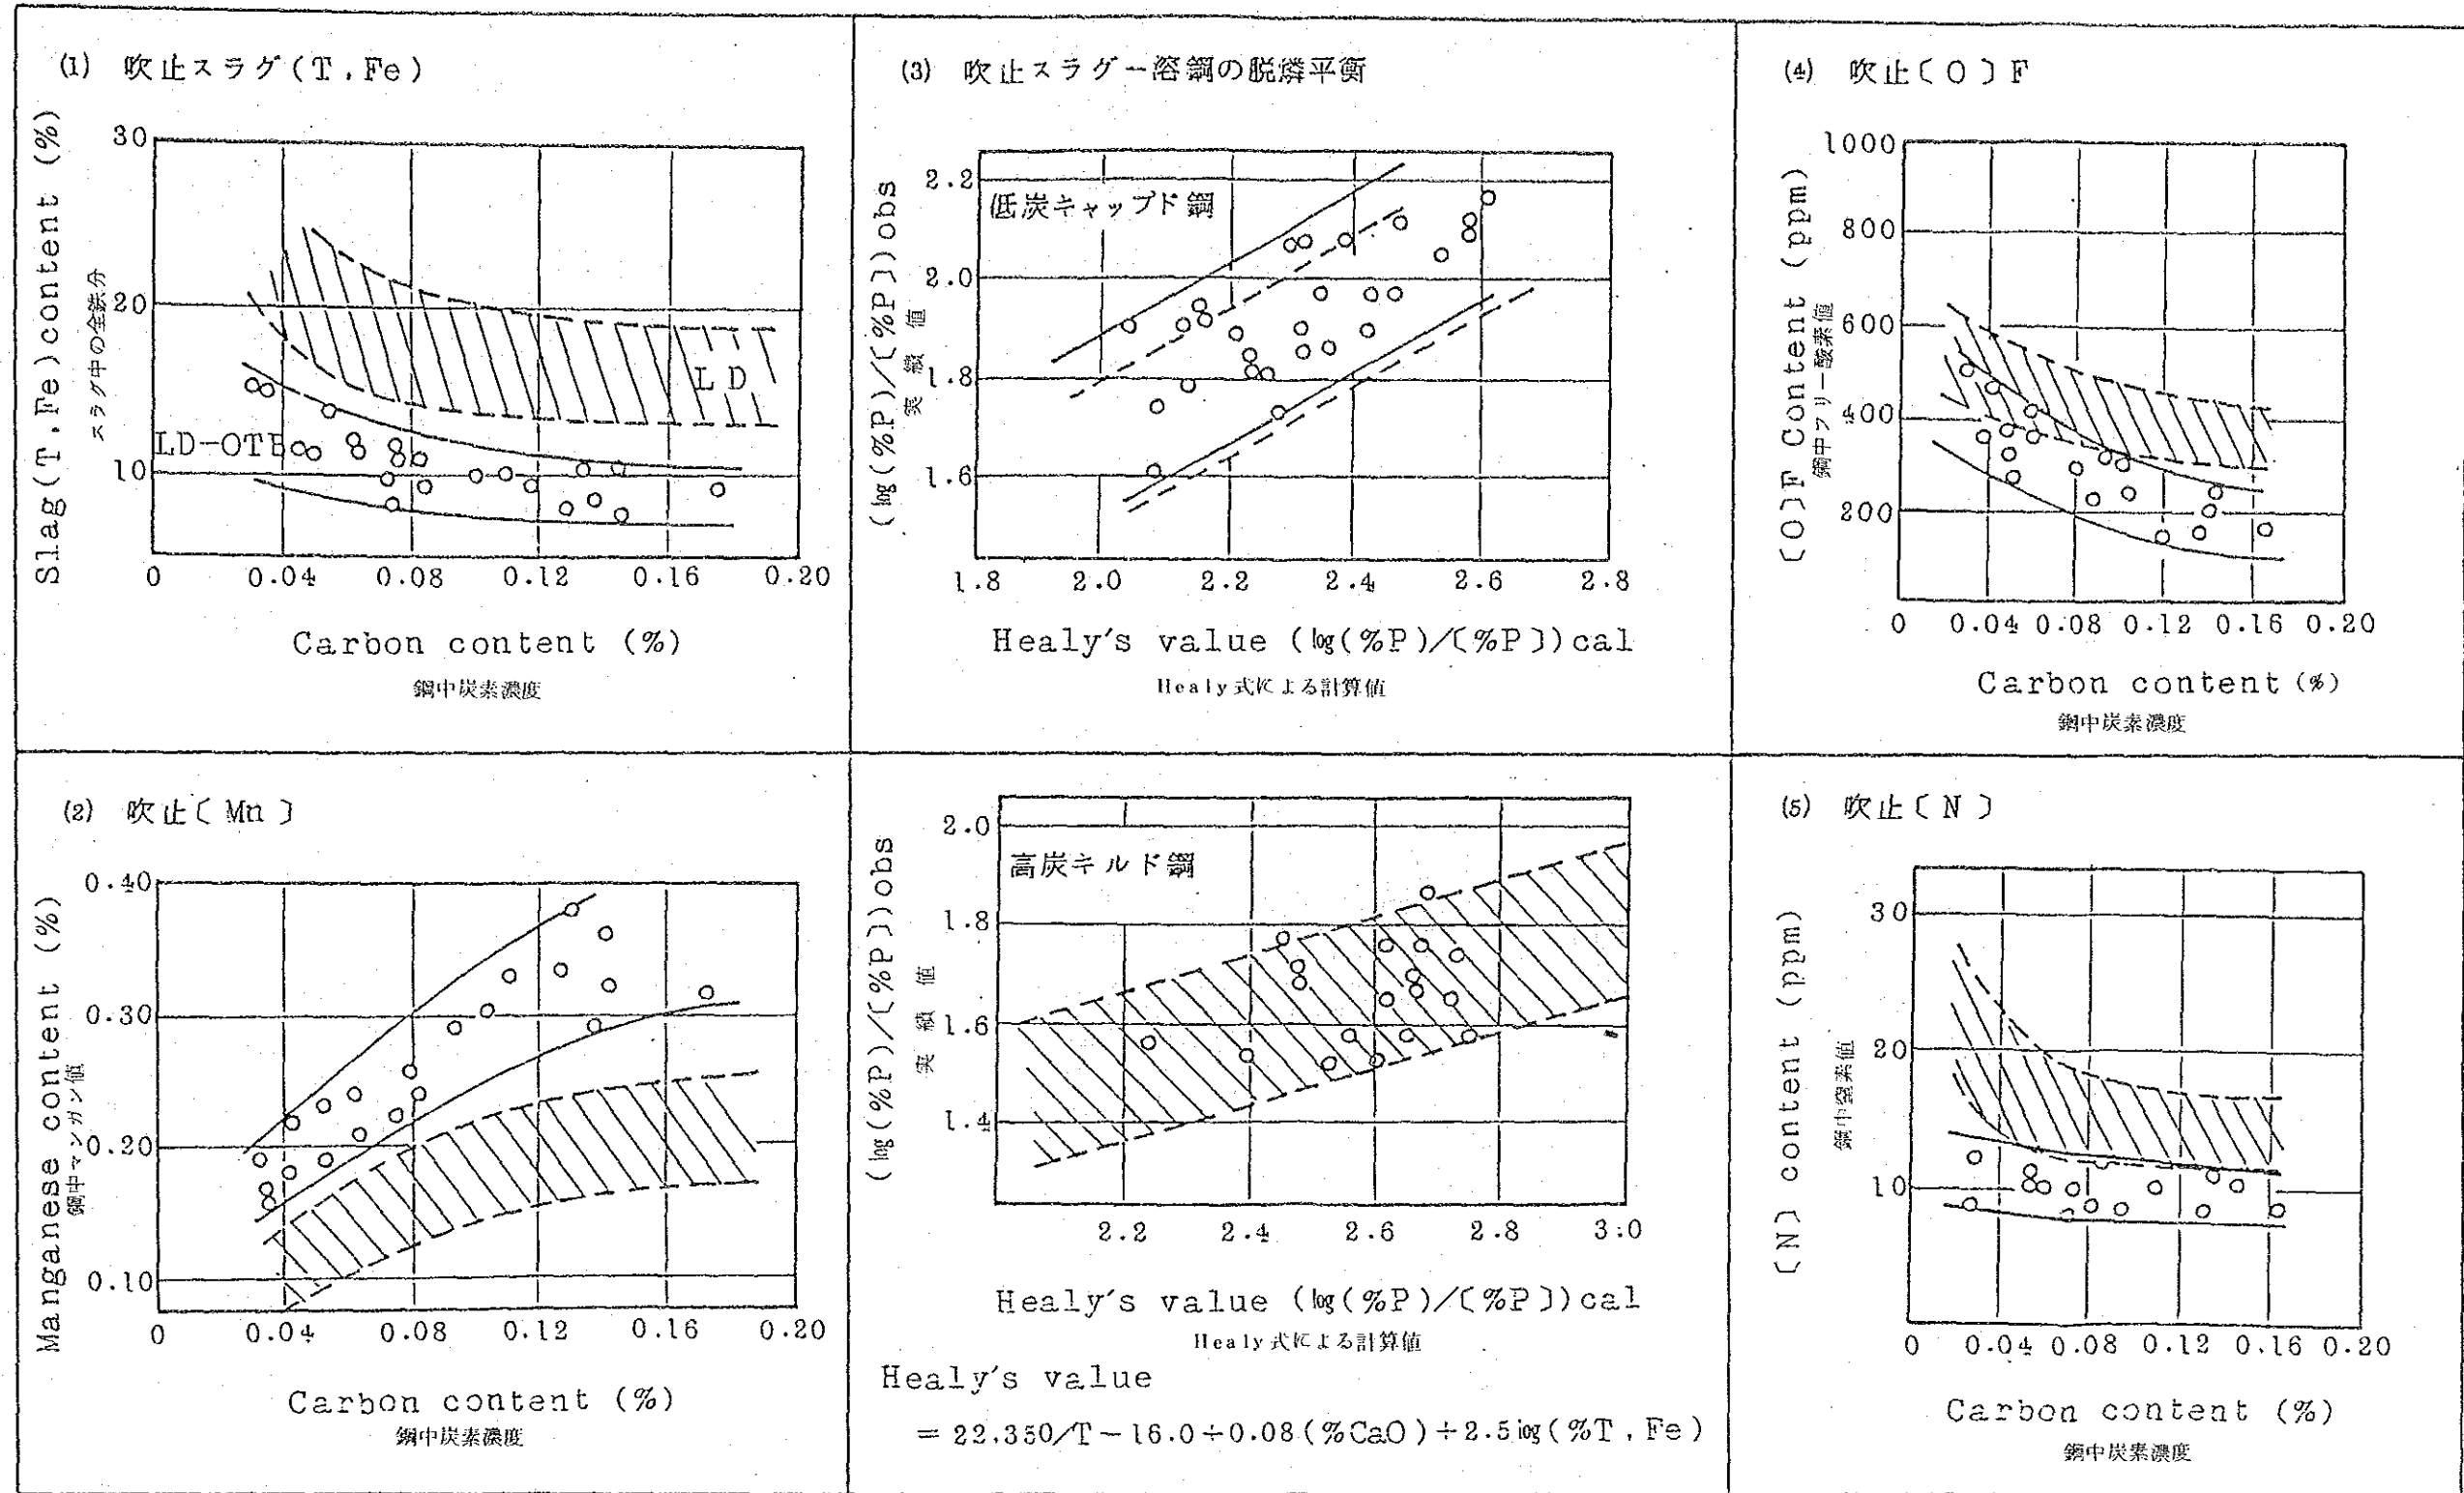 (1) 吹止スラグ(T.Fe)
Slag(T.Fe)content (%)
スラグ中の全鉄分
30
20
10
LD
LD-OTB
0 0.04 0.08 0.12 0.16 0.20
Carbon content (%)
鋼中炭素濃度
(2) 吹止〔Mn〕
Manganese content (%)
鋼中マンガン値
0.40
0.30
0.20
0.10
0 0.04 0.08 0.12 0.16 0.20
Carbon content (%)
鋼中炭素濃度
(3) 吹止スラグー溶鋼の脱燐平衡
(log(%P)/〔%P〕)obs
実績値
低炭キャップド鋼
2.2
2.0
1.8
1.6
1.8 2.0 2.2 2.4 2.6 2.8
Healy's value (log(%P)/〔%P〕)cal
Healy式による計算値
(log(%P)/〔%P〕)obs
実績値
高炭キルド鋼
2.0
1.8
1.6
1.4
2.2 2.4 2.6 2.8 3.0
Healy's value (log(%P)/〔%P〕)cal
Healy式による計算値
Healy's value
= 22.350/T-16.0+0.08(%CaO)+2.5log(%T.Fe)
(4) 吹止〔O〕F
〔O〕F Content (ppm)
鋼中フリー酸素値
1000
800
600
400
200
0 0.04 0.08 0.12 0.16 0.20
Carbon content (%)
鋼中炭素濃度
(5) 吹止〔N〕
〔N〕 content (ppm)
鋼中窒素値
30
20
10
0 0.04 0.08 0.12 0.16 0.20
Carbon content (%)
鋼中炭素濃度